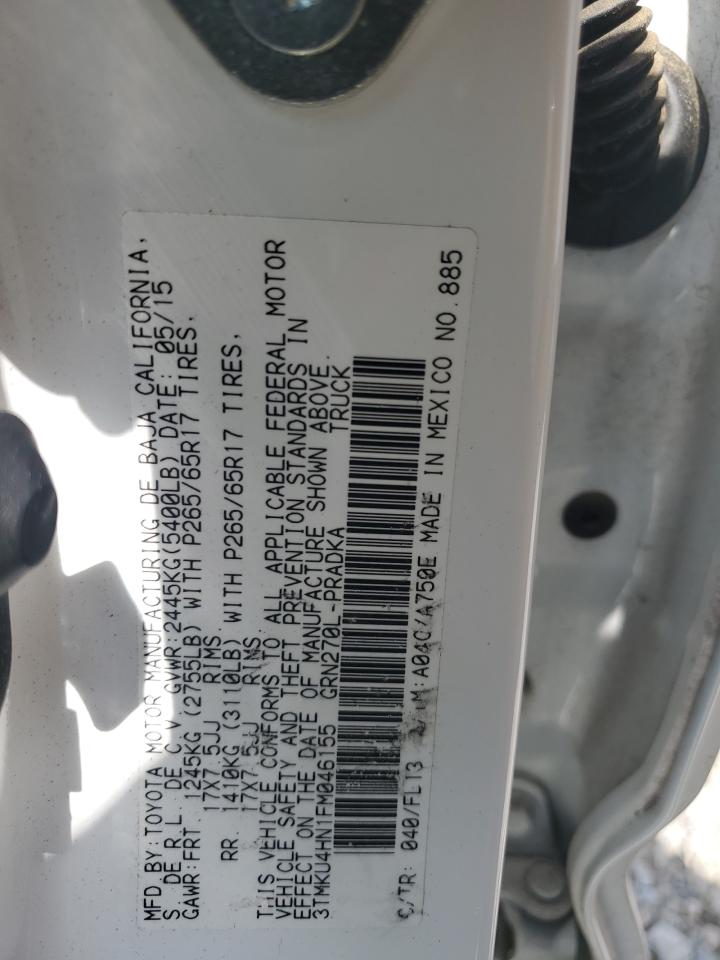 MFD BY:TOYOTA MOTOR MANUFACTURING DE BAJA CALIFORNIA,
S. DE R L DE C V GVWR:2445KG(5400LB) DATE: 05/15
GAWR:FRT 1245KG (2755LB) WITH P265/65R17 TIRES,
17X7 5JJ RIMS,
RR 1410KG (3110LB) WITH P265/65R17 TIRES,
17X7 5JJ RIMS
THIS VEHICLE CONFORMS TO ALL APPLICABLE FEDERAL MOTOR
VEHICLE SAFETY AND THEFT PREVENTION STANDARDS IN
EFFECT ON THE DATE OF MANUFACTURE SHOWN ABOVE.
3TMKU4HN1FM046155 GRN270L-PRADKA TRUCK
C/TR: 040/FL13 A04C/A750E MADE IN MEXICO NO.885